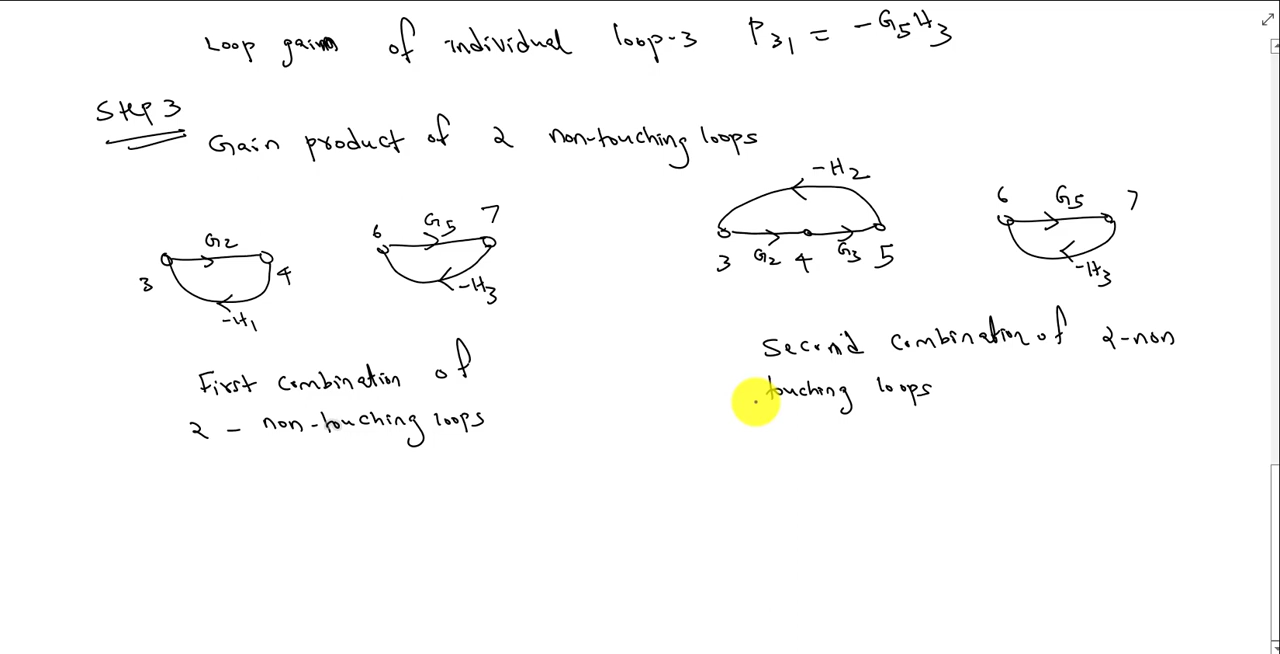 Loop gain of individual loop-3 P31 = -G5H3
Step 3
Gain product of 2 non-touching loops
-H2
6 G5 7
G5 7
6
G2
3 G2 4 G3 5
3 4
-H3
-H3
-H1
Second combination of 2-non
touching loops
First combination of
2 - non-touching loops